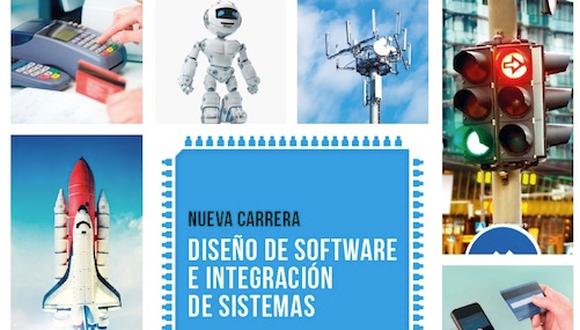 NUEVA CARRERA
DISEÑO DE SOFTWARE
E INTEGRACIÓN
DE SISTEMAS